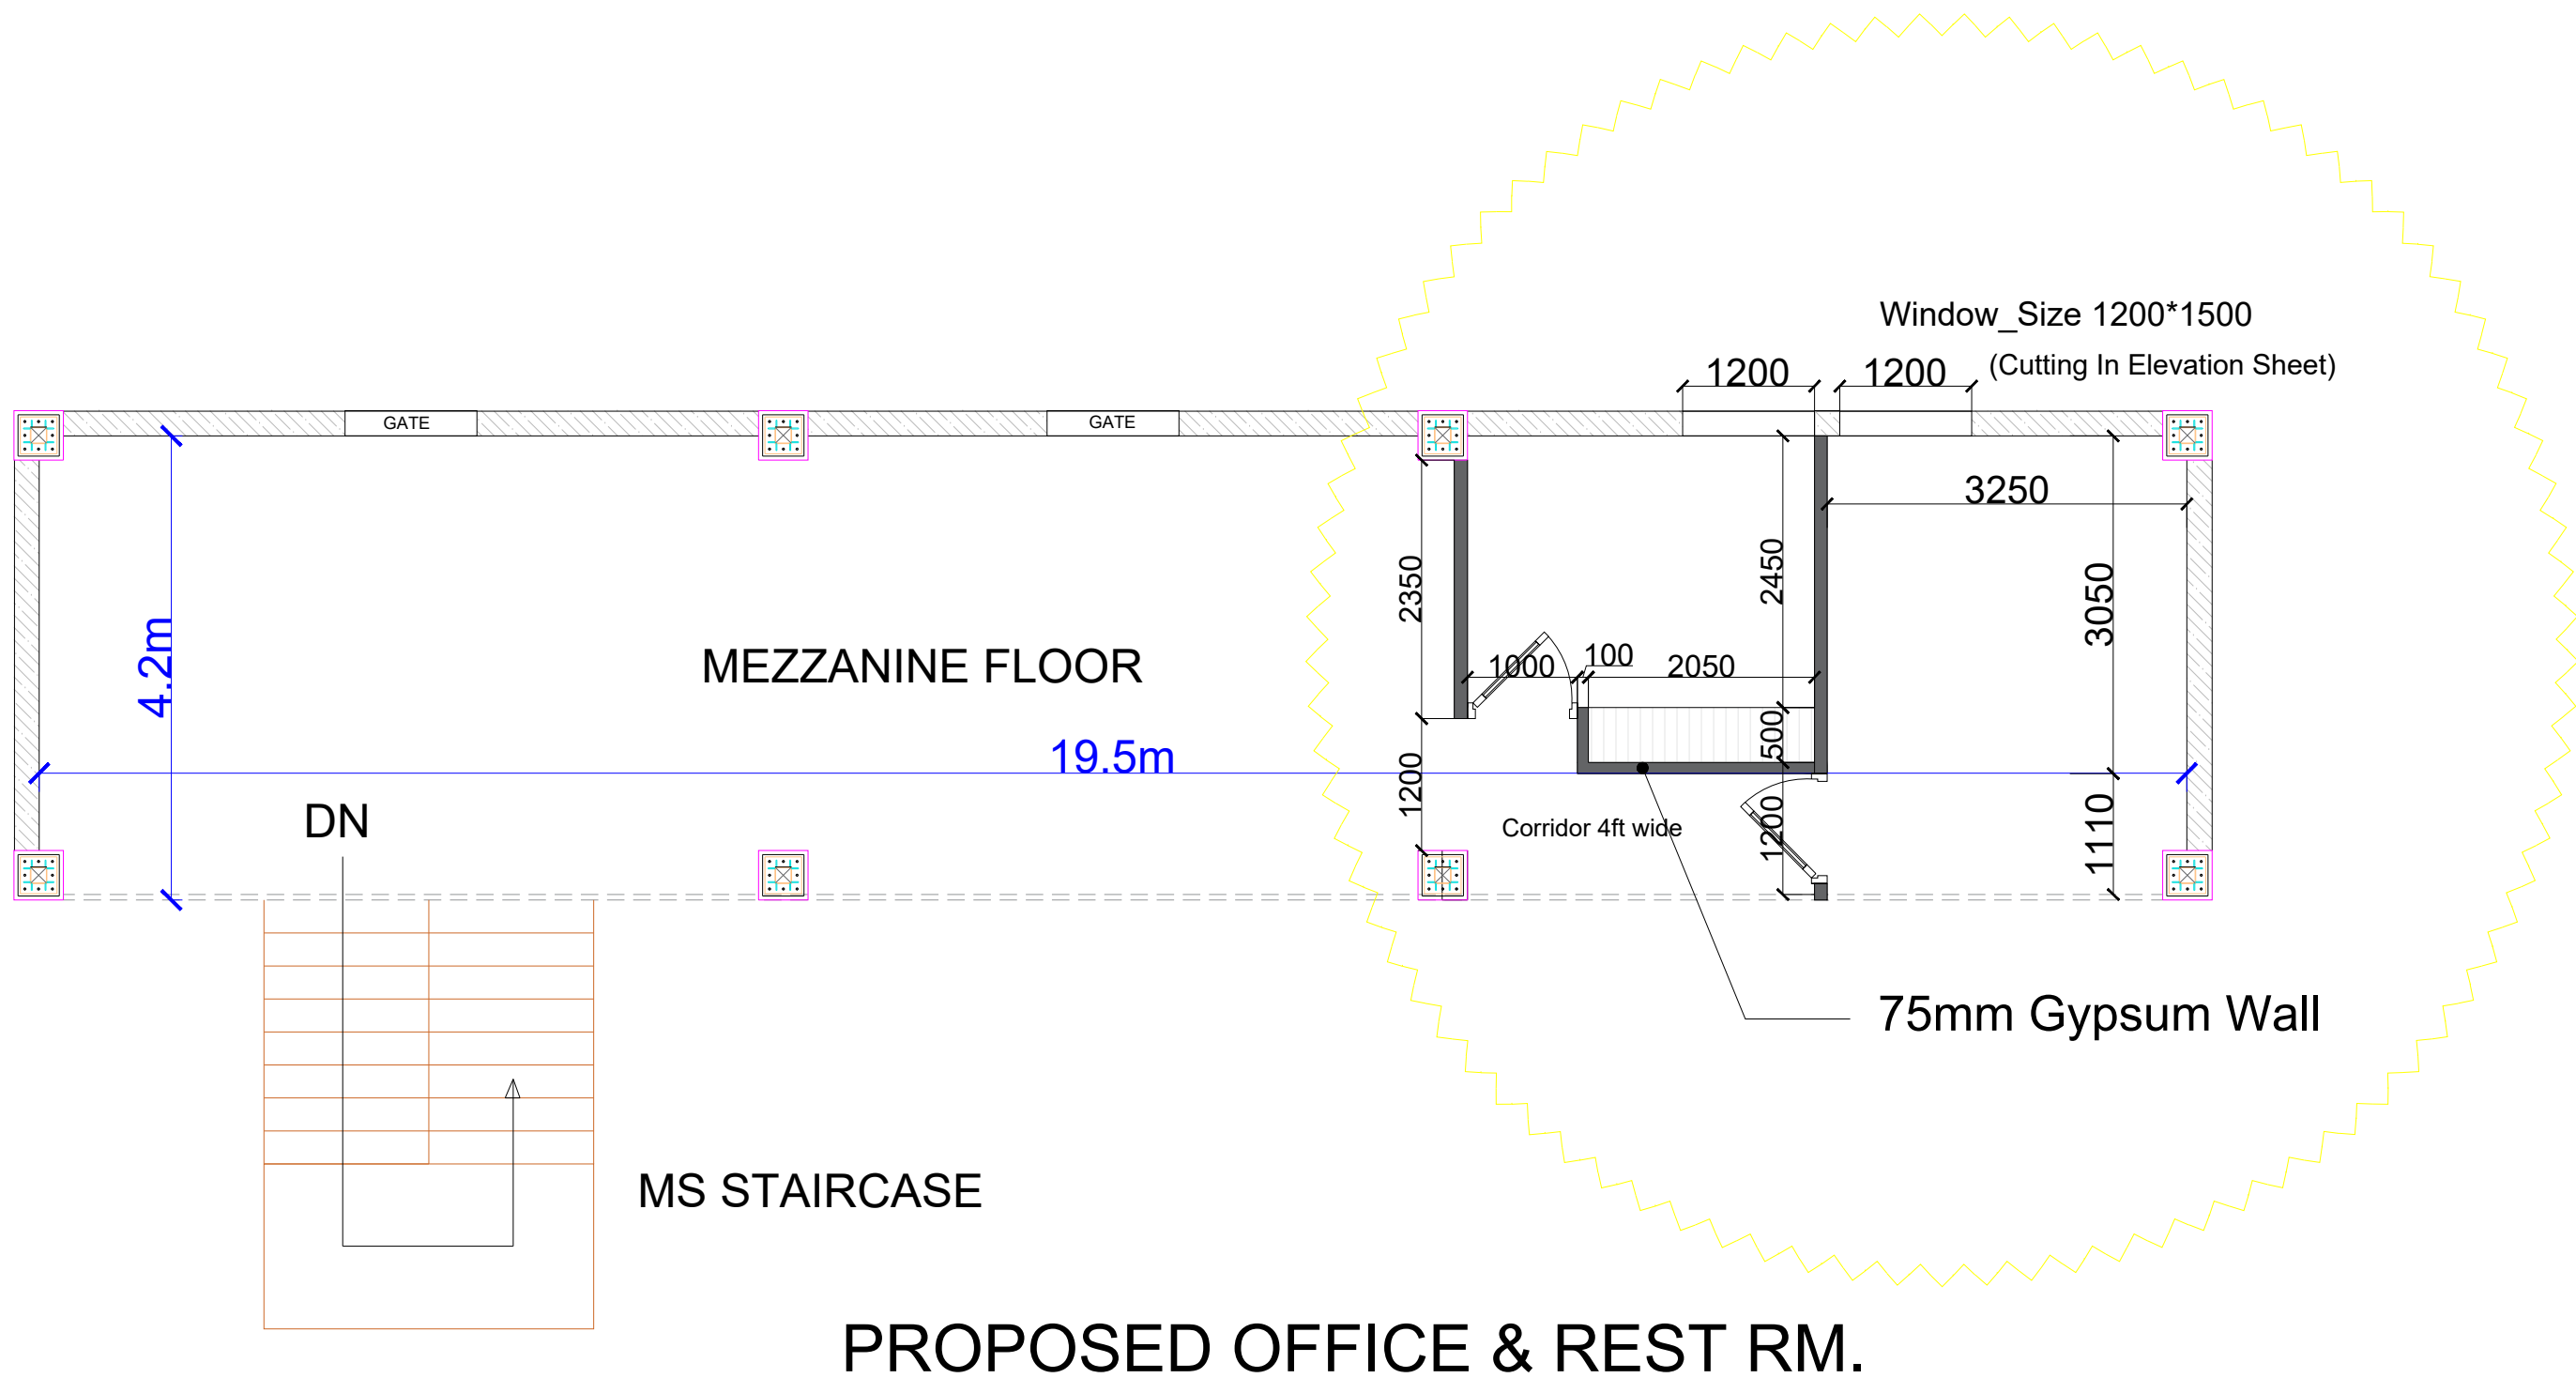 Window_Size 1200*1500
(Cutting In Elevation Sheet)
1200
1200
GATE
GATE
3250
2350
2450
3050
4.2m
MEZZANINE FLOOR
1000
100
2050
500
19.5m
1200
DN
Corridor 4ft wide
1200
1110
75mm Gypsum Wall
MS STAIRCASE
PROPOSED OFFICE & REST RM.